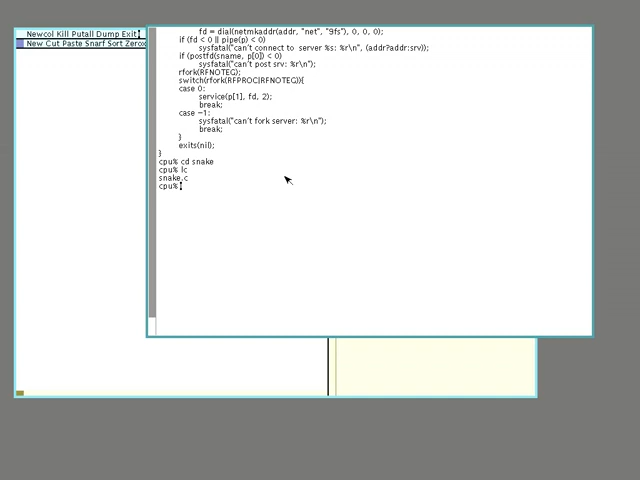 Newcol Kill Putall Dump Exit
New Cut Paste Snarf Sort Zerox
fd = dial(netmkaddr(addr, "net", "9fs"), 0, 0, 0);
if (fd < 0 || pipe(p) < 0)
sysfatal("can't connect to server %s: %r\n", (addr?addr:srv));
if (postfd(sname, p[0]) < 0)
sysfatal("can't post srv: %r\n");
rfork(RFNOTEG);
switch(rfork(RFPROC|RFNOTEG)){
case 0:
service(p[1], fd, 2);
break;
case −1:
sysfatal("can't fork server: %r\n");
break;
}
exits(nil);
}
cpu% cd snake
cpu% lc
snake.c
cpu%